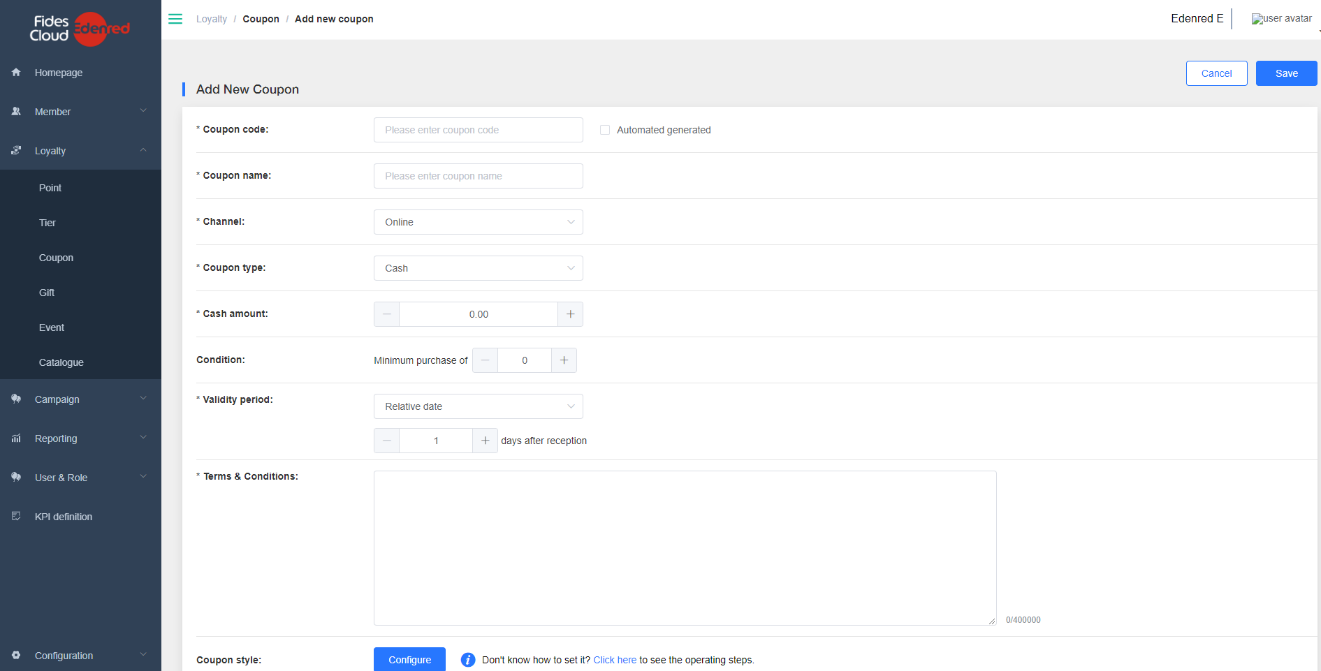 Fides
Cloud Edenred
Loyalty / Coupon / Add new coupon
Edenred E
user avatar
Homepage
Member
Loyalty
Point
Tier
Coupon
Gift
Event
Catalogue
Campaign
Reporting
User & Role
KPI definition
Configuration
Cancel
Save
Add New Coupon
* Coupon code:
Please enter coupon code
Automated generated
* Coupon name:
Please enter coupon name
* Channel:
Online
* Coupon type:
Cash
* Cash amount:
− 0.00 +
Condition:
Minimum purchase of − 0 +
* Validity period:
Relative date
− 1 + days after reception
* Terms & Conditions:
0/400000
Coupon style:
Configure
i Don't know how to set it? Click here to see the operating steps.